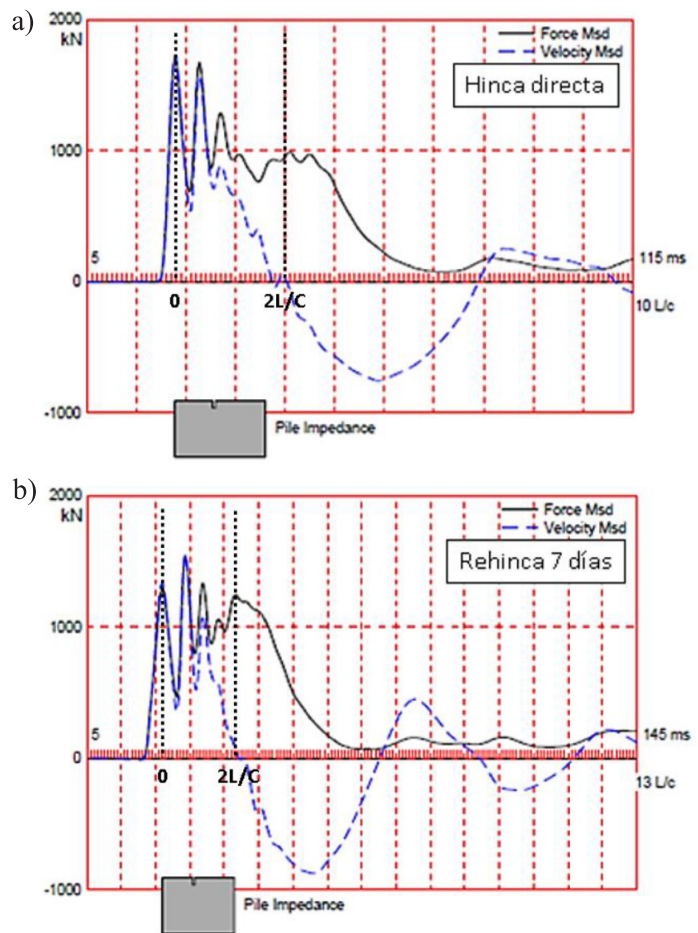 a)
2000
kN
Force Msd
Velocity Msd
Hinca directa
1000
5
115 ms
0
0
2L/C
10 L/c
-1000
Pile Impedance
b)
2000
kN
Force Msd
Velocity Msd
Rehinca 7 días
1000
5
145 ms
0
0
2L/C
13 L/c
-1000
Pile Impedance